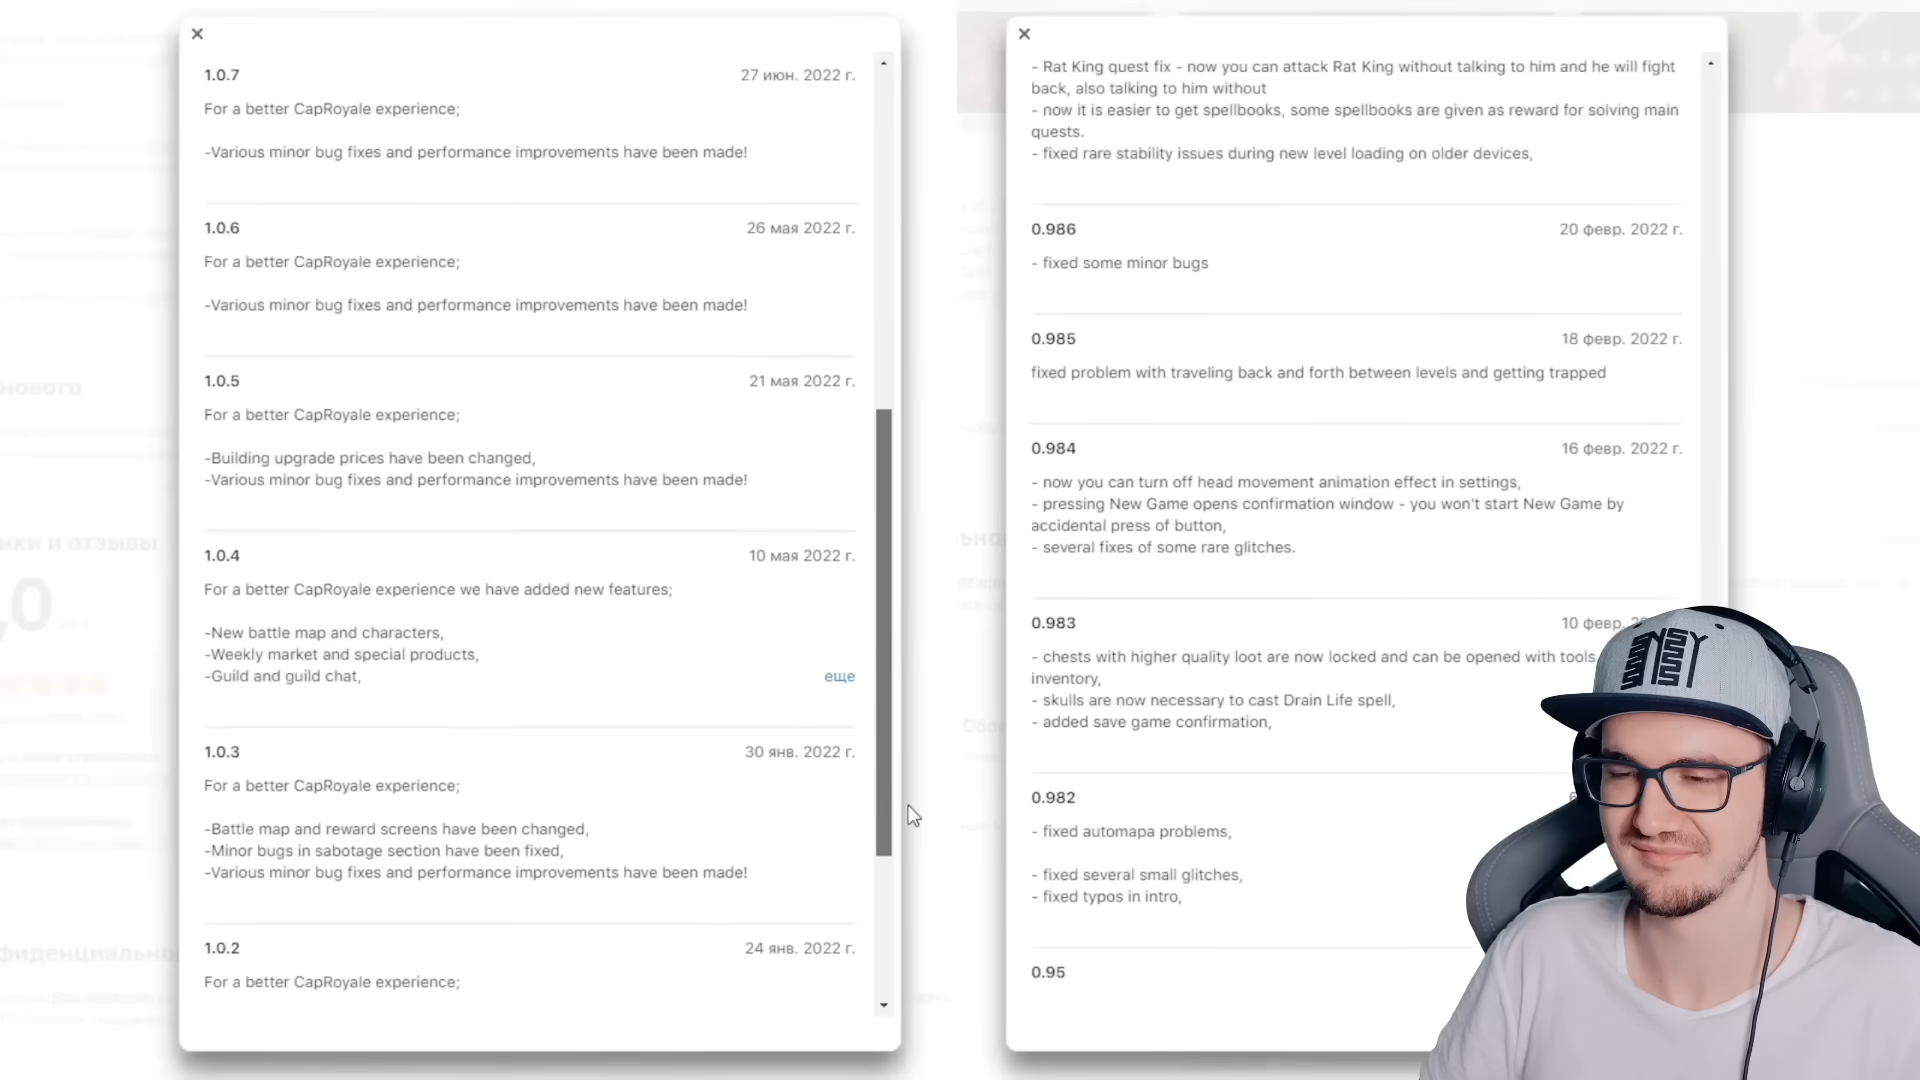 1.0.7 27 июн. 2022 г.
For a better CapRoyale experience;
-Various minor bug fixes and performance improvements have been made!
1.0.6 26 мая 2022 г.
For a better CapRoyale experience;
-Various minor bug fixes and performance improvements have been made!
1.0.5 21 мая 2022 г.
For a better CapRoyale experience;
-Building upgrade prices have been changed,
-Various minor bug fixes and performance improvements have been made!
1.0.4 10 мая 2022 г.
For a better CapRoyale experience we have added new features;
-New battle map and characters,
-Weekly market and special products,
-Guild and guild chat, еще
1.0.3 30 янв. 2022 г.
For a better CapRoyale experience;
-Battle map and reward screens have been changed,
-Minor bugs in sabotage section have been fixed,
-Various minor bug fixes and performance improvements have been made!
1.0.2 24 янв. 2022 г.
For a better CapRoyale experience;
- Rat King quest fix - now you can attack Rat King without talking to him and he will fight
back, also talking to him without
- now it is easier to get spellbooks, some spellbooks are given as reward for solving main
quests.
- fixed rare stability issues during new level loading on older devices,
0.986 20 февр. 2022 г.
- fixed some minor bugs
0.985 18 февр. 2022 г.
fixed problem with traveling back and forth between levels and getting trapped
0.984 16 февр. 2022 г.
- now you can turn off head movement animation effect in settings,
- pressing New Game opens confirmation window - you won't start New Game by
accidental press of button,
- several fixes of some rare glitches.
0.983 10 февр.
- chests with higher quality loot are now locked and can be opened with tools
inventory,
- skulls are now necessary to cast Drain Life spell,
- added save game confirmation,
0.982
- fixed automapa problems,
- fixed several small glitches,
- fixed typos in intro,
0.95